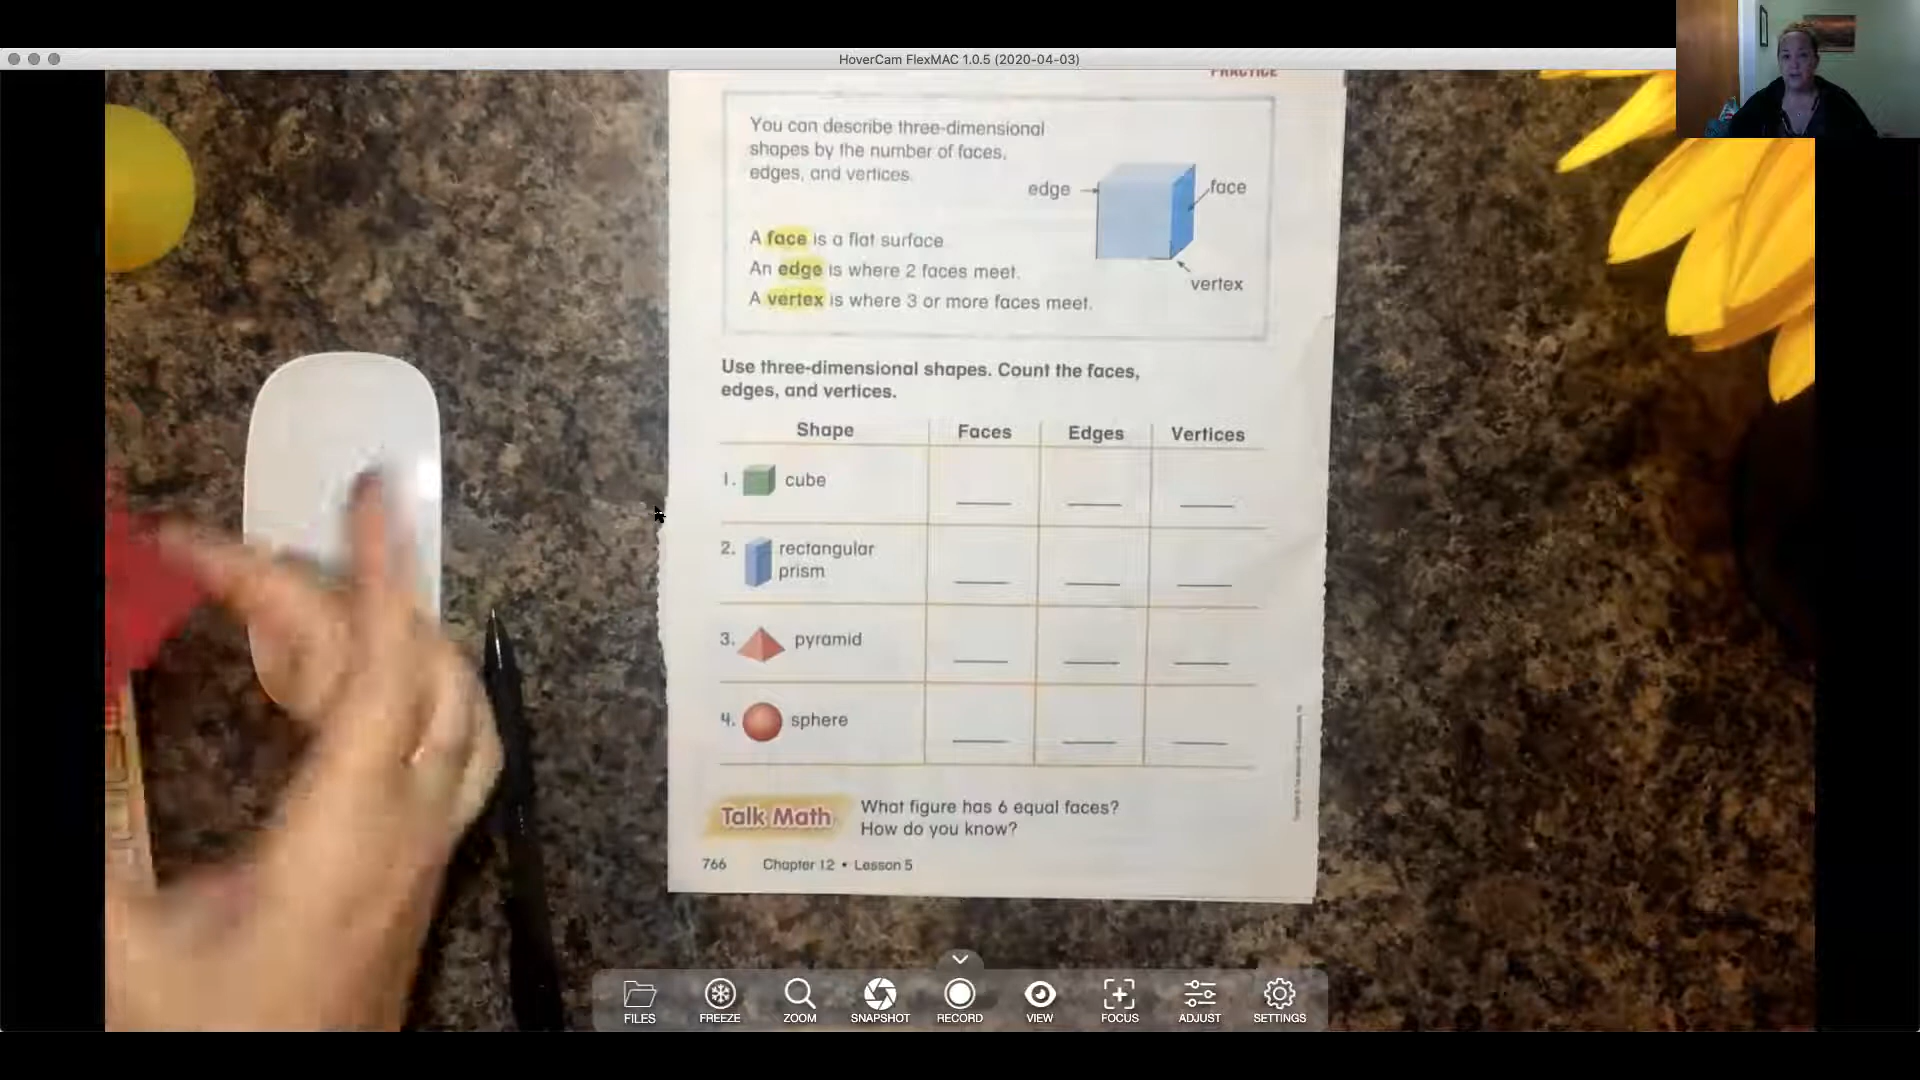 HoverCam FlexMAC 1.0.5 (2020-04-03)
PRACTICE
You can describe three-dimensional
shapes by the number of faces,
edges, and vertices.
edge
face
vertex
A face is a flat surface
An edge is where 2 faces meet.
A vertex is where 3 or more faces meet.
Use three-dimensional shapes. Count the faces,
edges, and vertices.
Shape Faces Edges Vertices
1. cube
2. rectangular
prism
3. pyramid
4. sphere
Talk Math What figure has 6 equal faces?
How do you know?
766 Chapter 12 • Lesson 5
FILES FREEZE ZOOM SNAPSHOT RECORD VIEW FOCUS ADJUST SETTINGS